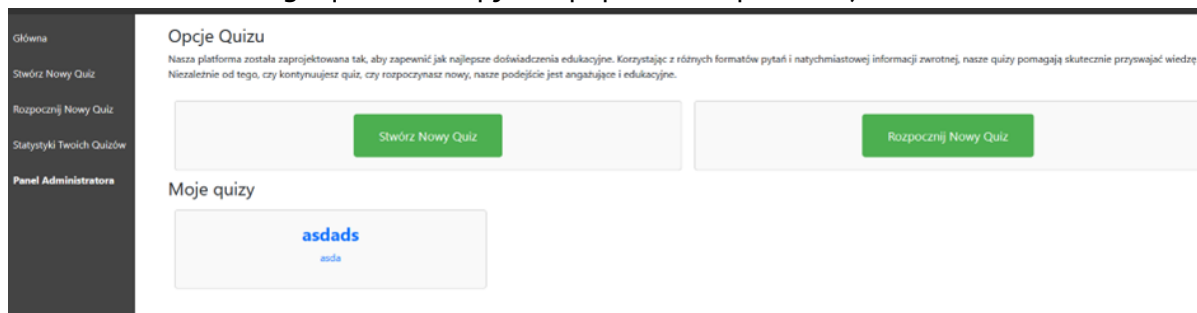 Główna
Stwórz Nowy Quiz
Rozpocznij Nowy Quiz
Statystyki Twoich Quizów
Panel Administratora
Opcje Quizu
Nasza platforma została zaprojektowana tak, aby zapewnić jak najlepsze doświadczenia edukacyjne. Korzystając z różnych formatów pytań i natychmiastowej informacji zwrotnej, nasze quizy pomagają skutecznie przyswajać wiedzę
Niezależnie od tego, czy kontynuujesz quiz, czy rozpoczynasz nowy, nasze podejście jest angażujące i edukacyjne.
Stwórz Nowy Quiz
Rozpocznij Nowy Quiz
Moje quizy
asdads
asda